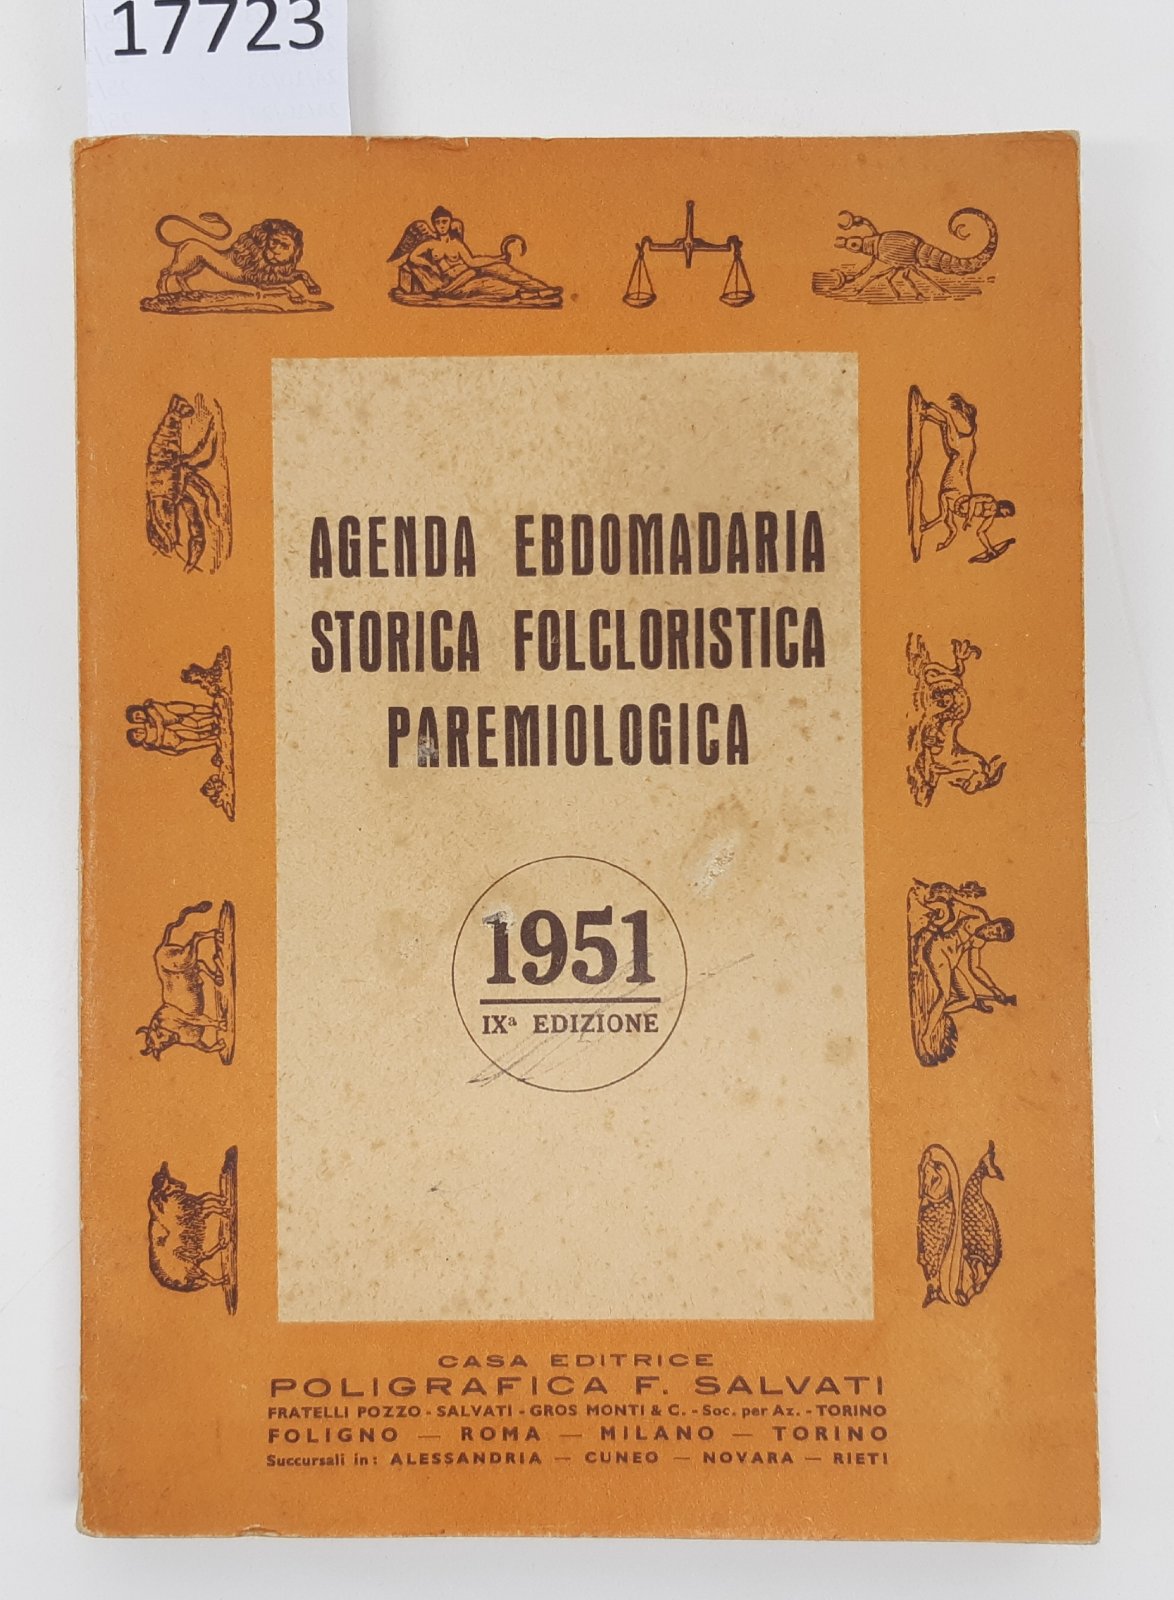 17723
AGENDA EBDOMADARIA
STORICA FOLCLORISTICA
PAREMIOLOGICA
1951
IXª EDIZIONE
CASA EDITRICE
POLIGRAFICA F. SALVATI
FRATELLI POZZO - SALVATI - GROS MONTI & C. - Soc. per Az. - TORINO
FOLIGNO — ROMA — MILANO — TORINO
Succursali in: ALESSANDRIA — CUNEO — NOVARA — RIETI